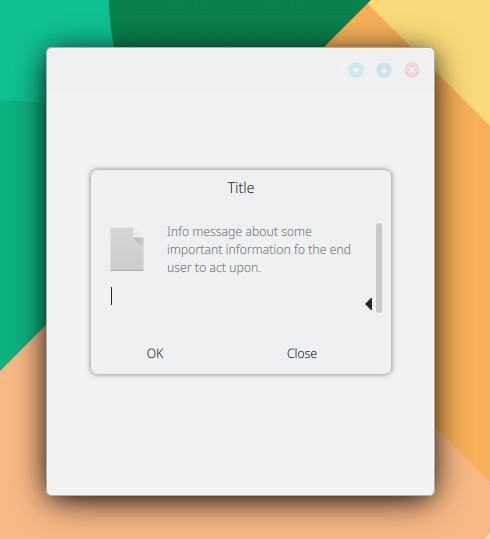 Title
Info message about some
important information fo the end
user to act upon.
OK
Close